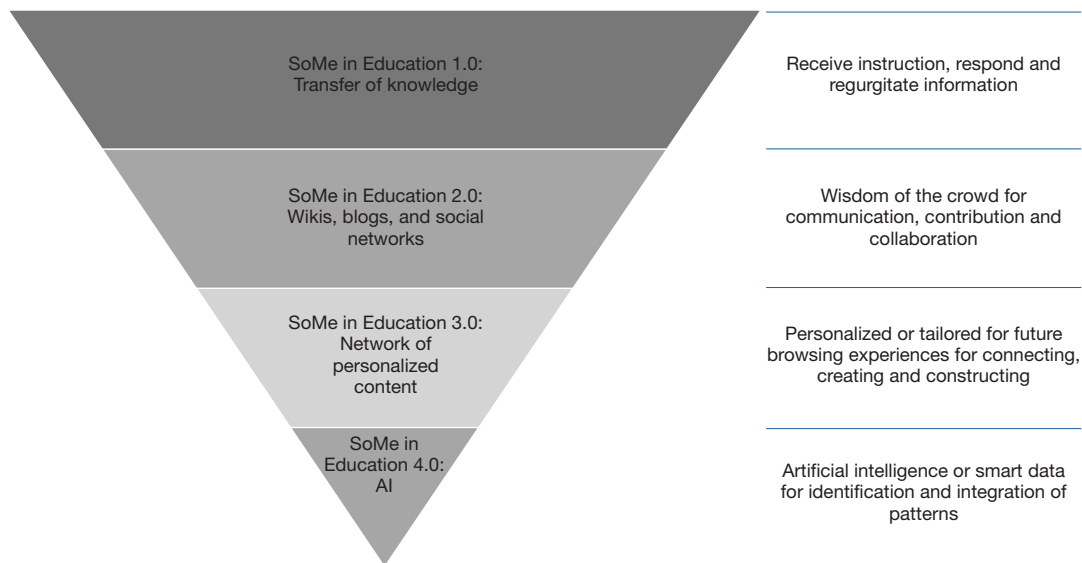 SoMe in Education 1.0:
Transfer of knowledge
Receive instruction, respond and
regurgitate information
SoMe in Education 2.0:
Wikis, blogs, and social
networks
Wisdom of the crowd for
communication, contribution and
collaboration
SoMe in Education 3.0:
Network of
personalized
content
Personalized or tailored for future
browsing experiences for connecting,
creating and constructing
SoMe in
Education 4.0:
AI
Artificial intelligence or smart data
for identification and integration of
patterns